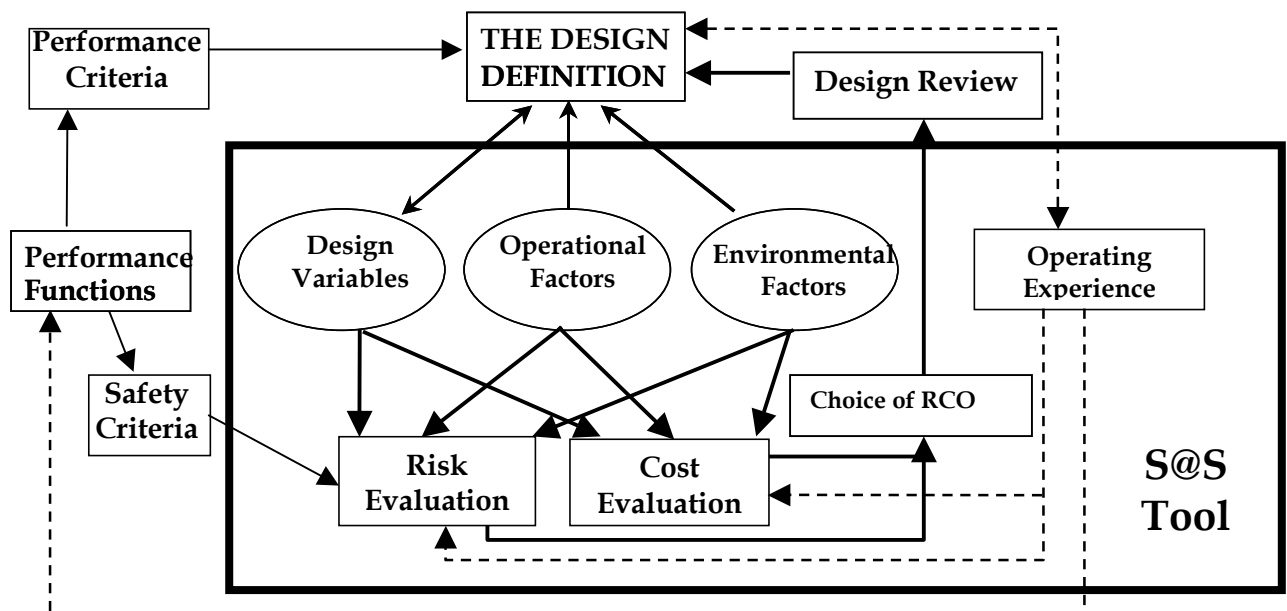 Performance
Criteria
THE DESIGN
DEFINITION
Design Review
Design
Variables
Operational
Factors
Environmental
Factors
Operating
Experience
Performance
Functions
Safety
Criteria
Choice of RCO
Risk
Evaluation
Cost
Evaluation
S@S
Tool